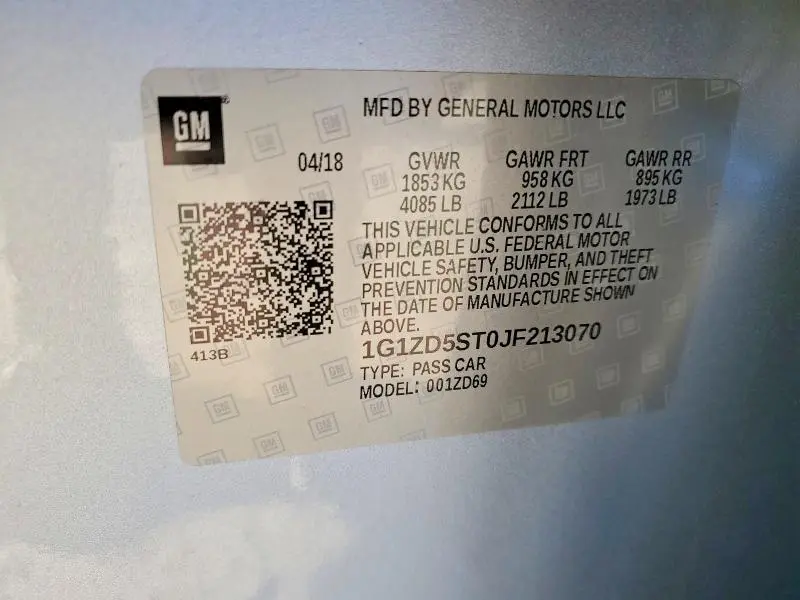 GM
MFD BY GENERAL MOTORS LLC
04/18
GVWR GAWR FRT GAWR RR
1853 KG 958 KG 895 KG
4085 LB 2112 LB 1973 LB
THIS VEHICLE CONFORMS TO ALL
APPLICABLE U.S. FEDERAL MOTOR
VEHICLE SAFETY, BUMPER, AND THEFT
PREVENTION STANDARDS IN EFFECT ON
THE DATE OF MANUFACTURE SHOWN
ABOVE.
413B
1G1ZD5ST0JF213070
TYPE: PASS CAR
MODEL: 001ZD69